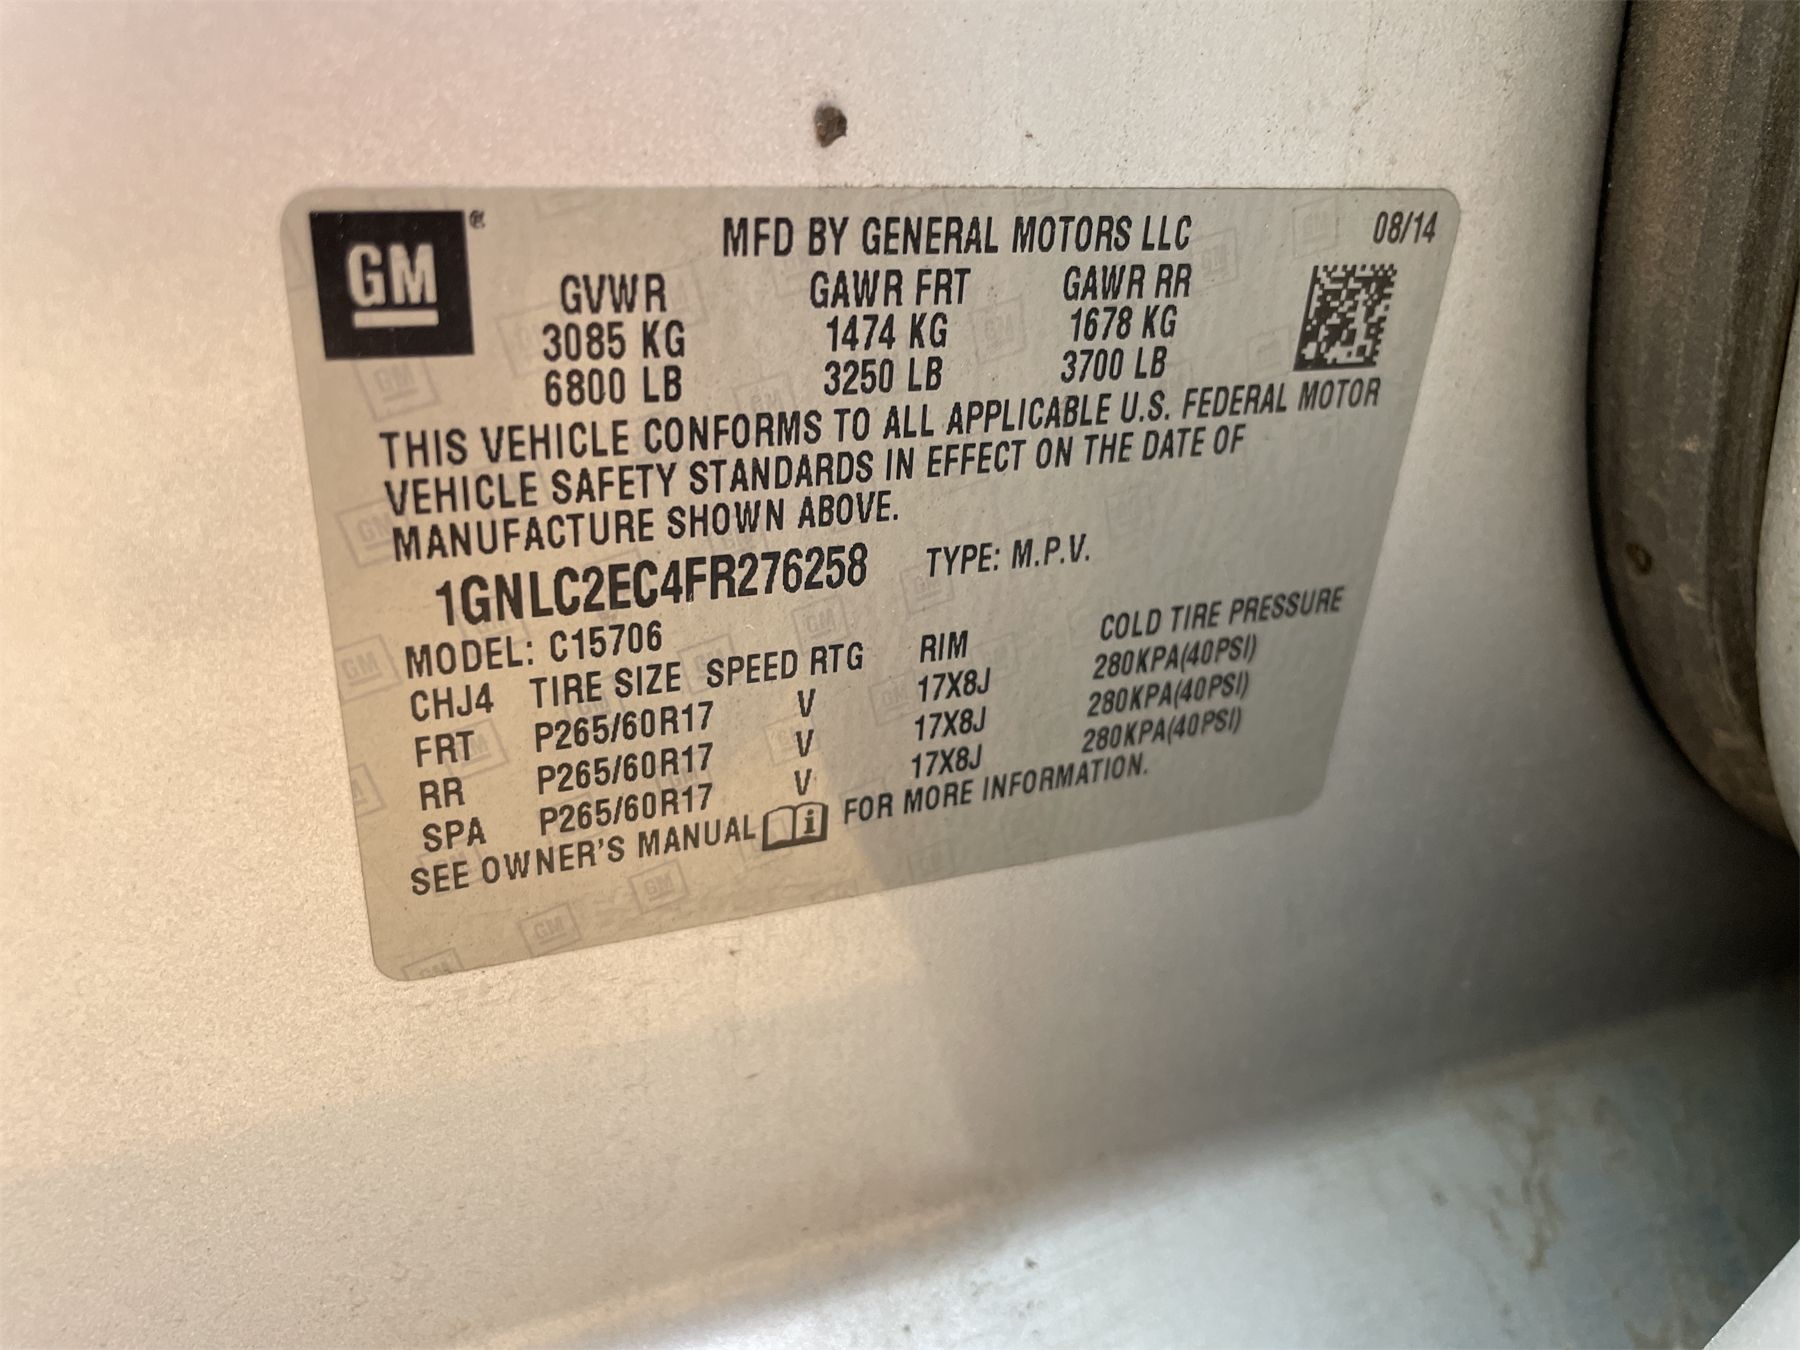 GM®
MFD BY GENERAL MOTORS LLC 08/14
GVWR GAWR FRT GAWR RR
3085 KG 1474 KG 1678 KG
6800 LB 3250 LB 3700 LB
THIS VEHICLE CONFORMS TO ALL APPLICABLE U.S. FEDERAL MOTOR
VEHICLE SAFETY STANDARDS IN EFFECT ON THE DATE OF
MANUFACTURE SHOWN ABOVE.
1GNLC2EC4FR276258 TYPE: M.P.V.
MODEL: C15706
CHJ4 TIRE SIZE SPEED RTG RIM COLD TIRE PRESSURE
FRT P265/60R17 V 17X8J 280KPA(40PSI)
RR P265/60R17 V 17X8J 280KPA(40PSI)
SPA P265/60R17 V 17X8J 280KPA(40PSI)
SEE OWNER'S MANUAL i FOR MORE INFORMATION.